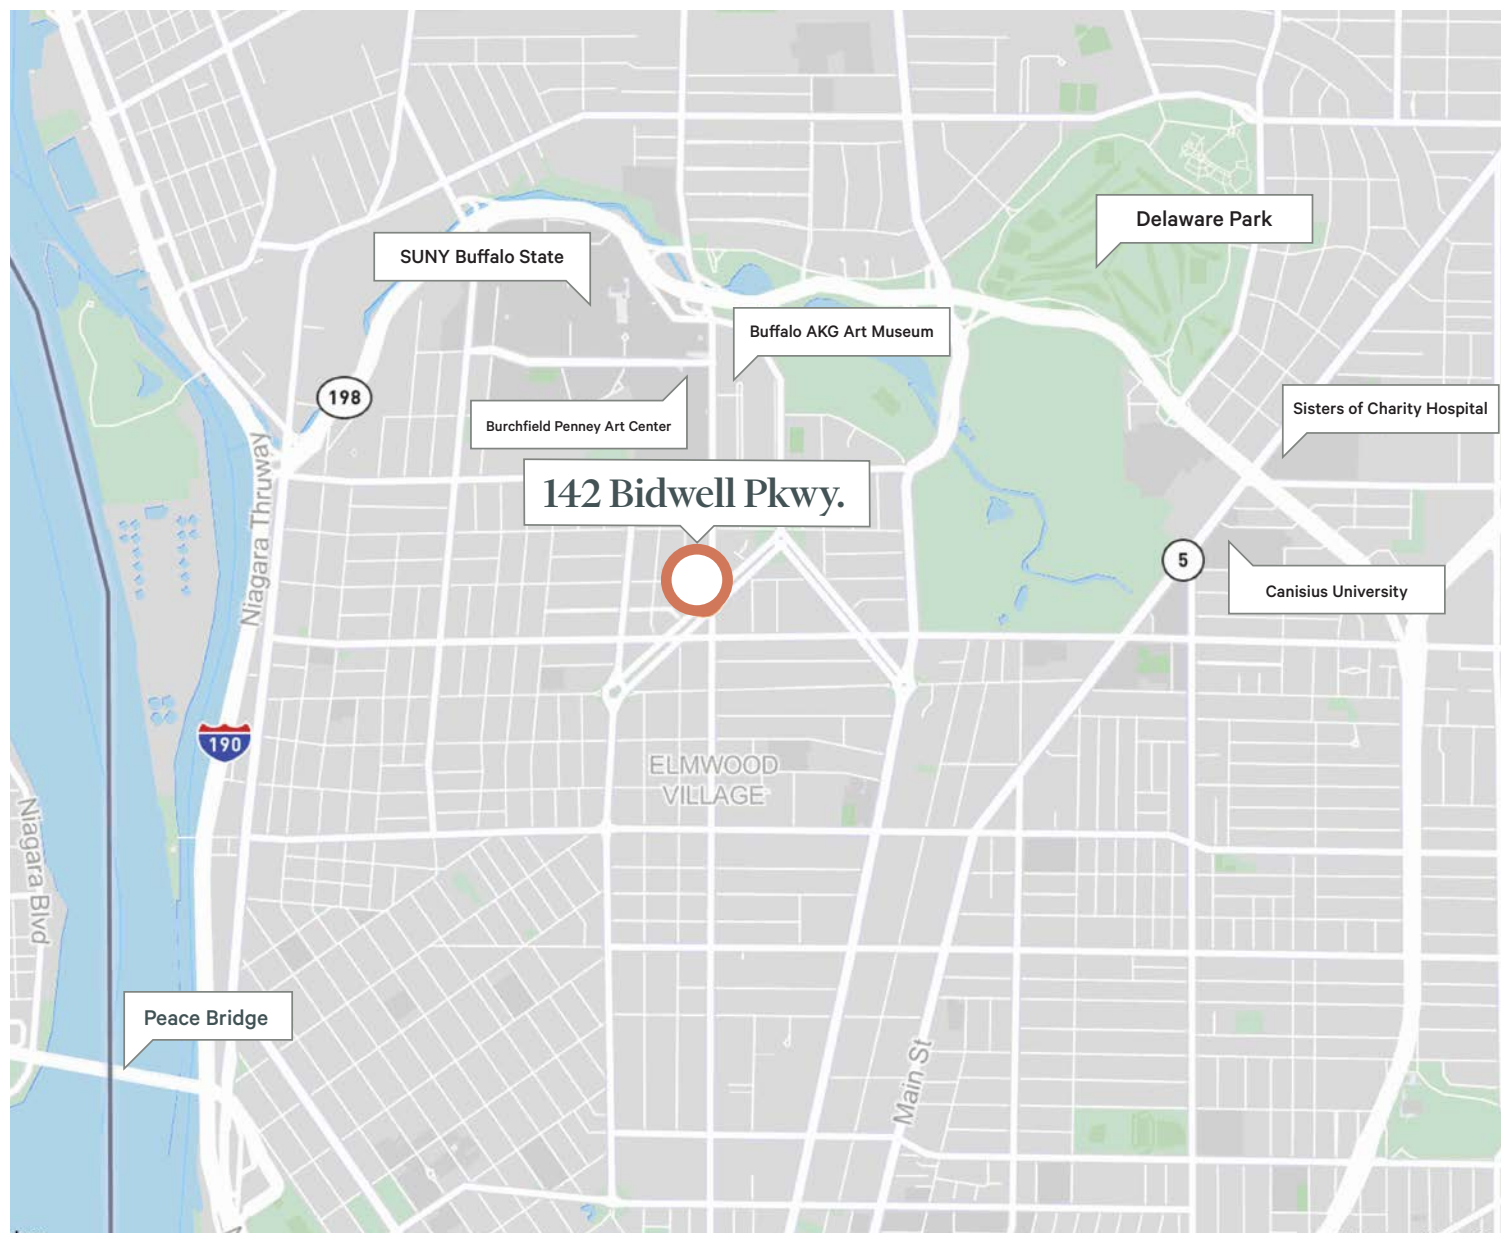 Delaware Park
SUNY Buffalo State
Buffalo AKG Art Museum
198
Sisters of Charity Hospital
Burchfield Penney Art Center
142 Bidwell Pkwy.
Niagara Thruway
5
Canisius University
190
ELMWOOD
VILLAGE
Niagara Blvd
Peace Bridge
Main St